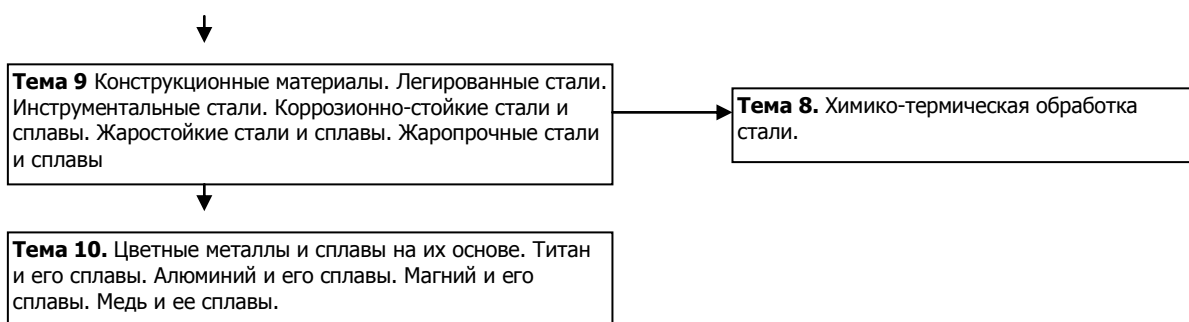 Тема 9 Конструкционные материалы. Легированные стали.
Инструментальные стали. Коррозионно-стойкие стали и
сплавы. Жаростойкие стали и сплавы. Жаропрочные стали
и сплавы
Тема 8. Химико-термическая обработка
стали.
Тема 10. Цветные металлы и сплавы на их основе. Титан
и его сплавы. Алюминий и его сплавы. Магний и его
сплавы. Медь и ее сплавы.